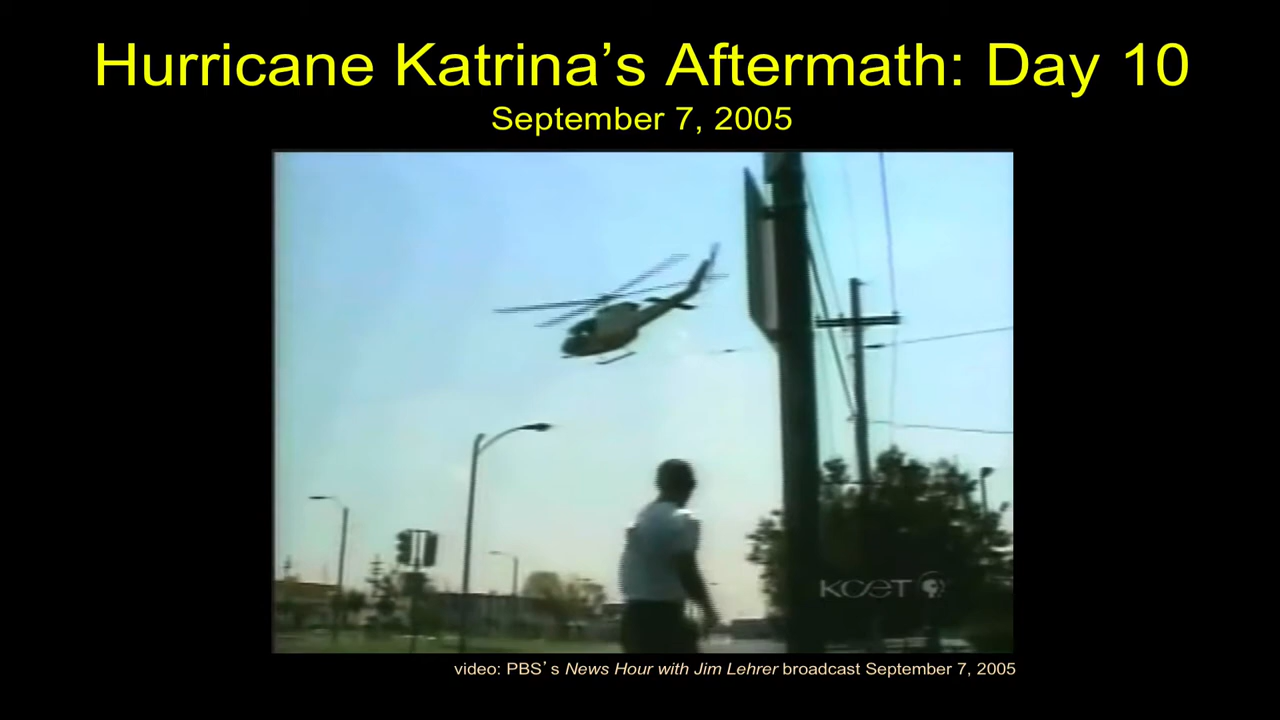 Hurricane Katrina’s Aftermath: Day 10
September 7, 2005
KCET
video: PBS’ s News Hour with Jim Lehrer broadcast September 7, 2005